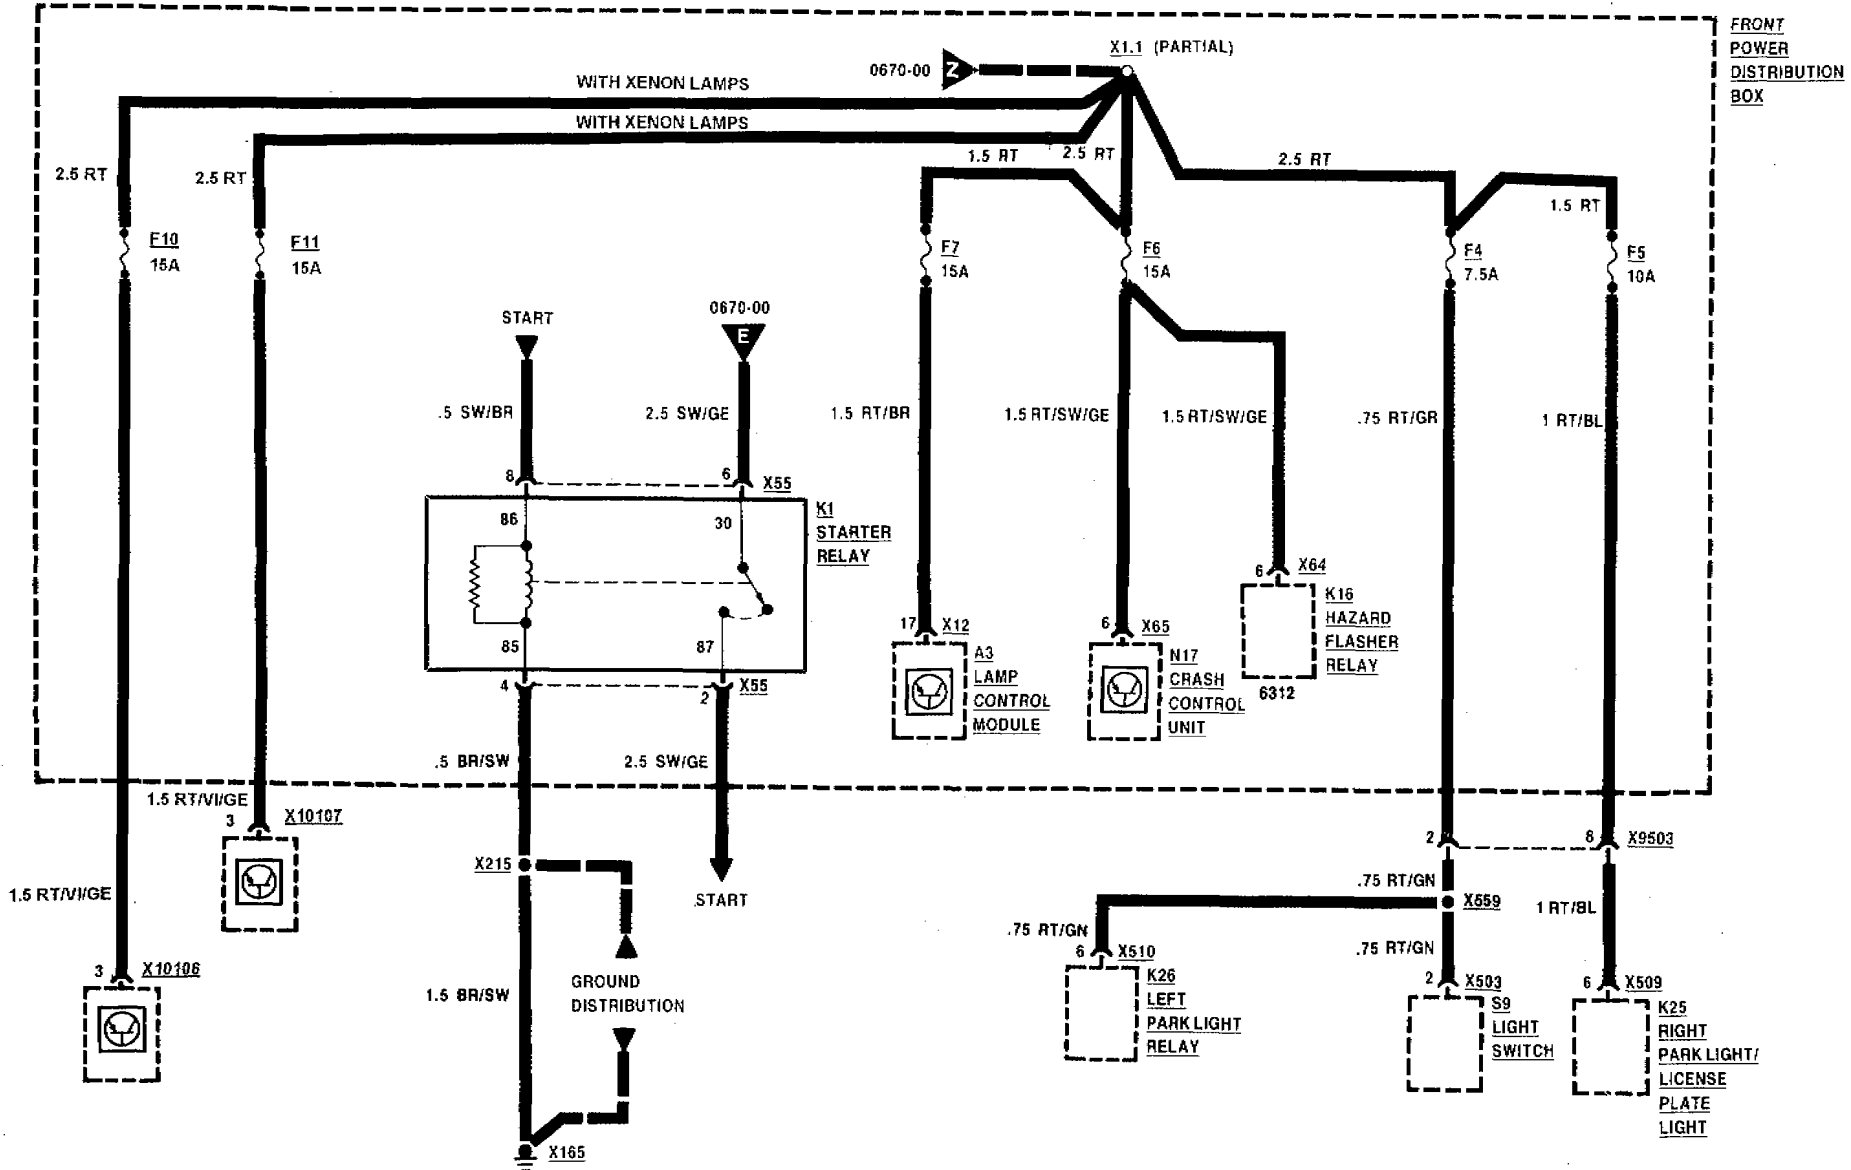 FRONT
POWER
DISTRIBUTION
BOX
X1.1 (PARTIAL)
0670-00
Z
WITH XENON LAMPS
WITH XENON LAMPS
2.5 RT
2.5 RT
1.5 RT
2.5 RT
2.5 RT
1.5 RT
F10
15A
F11
15A
F7
15A
F6
15A
F4
7.5A
F5
10A
START
0670-00
E
.5 SW/BR
2.5 SW/GE
1.5 RT/BR
1.5 RT/SW/GE
1.5 RT/SW/GE
.75 RT/GR
1 RT/BL
8
6
X55
86
30
K1
STARTER
RELAY
85
87
4
2
X55
17
X12
A3
LAMP
CONTROL
MODULE
6
X65
N17
CRASH
CONTROL
UNIT
6
X64
K16
HAZARD
FLASHER
RELAY
6312
.5 BR/SW
2.5 SW/GE
1.5 RT/VI/GE
3
X10107
1.5 RT/VI/GE
3
X10106
X215
START
GROUND
DISTRIBUTION
1.5 BR/SW
X165
2
8
X9503
.75 RT/GN
X559
1 RT/BL
.75 RT/GN
.75 RT/GN
6
X510
K26
LEFT
PARK LIGHT
RELAY
2
X503
S9
LIGHT
SWITCH
6
X509
K25
RIGHT
PARK LIGHT/
LICENSE
PLATE
LIGHT